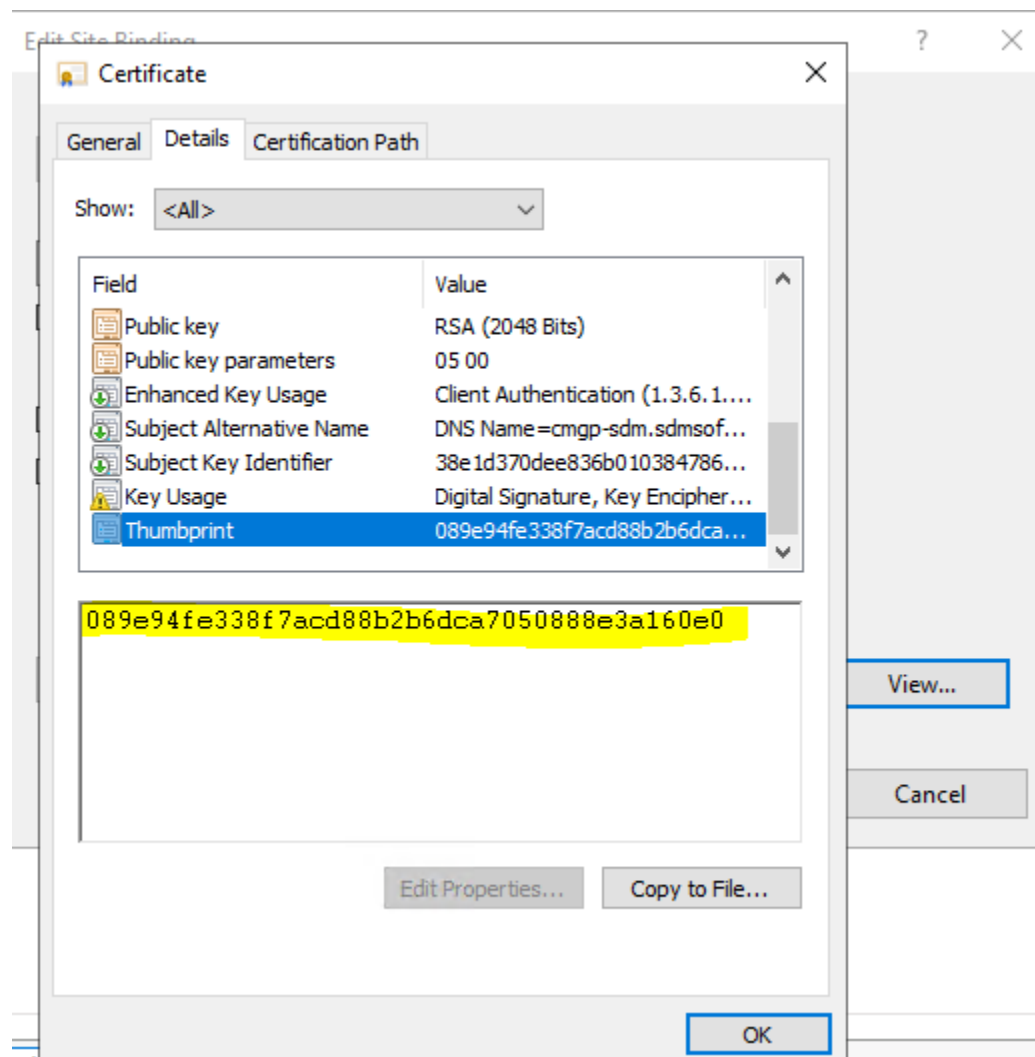 Edit Site Binding
?
Certificate
General Details Certification Path
Show: <All>
Field Value
Public key RSA (2048 Bits)
Public key parameters 05 00
Enhanced Key Usage Client Authentication (1.3.6.1....
Subject Alternative Name DNS Name=cmgp-sdm.sdmsof...
Subject Key Identifier 38e1d370dee836b010384786...
Key Usage Digital Signature, Key Encipher...
Thumbprint 089e94fe338f7acd88b2b6dca...
089e94fe338f7acd88b2b6dca7050888e3a160e0
View...
Cancel
Edit Properties... Copy to File...
OK